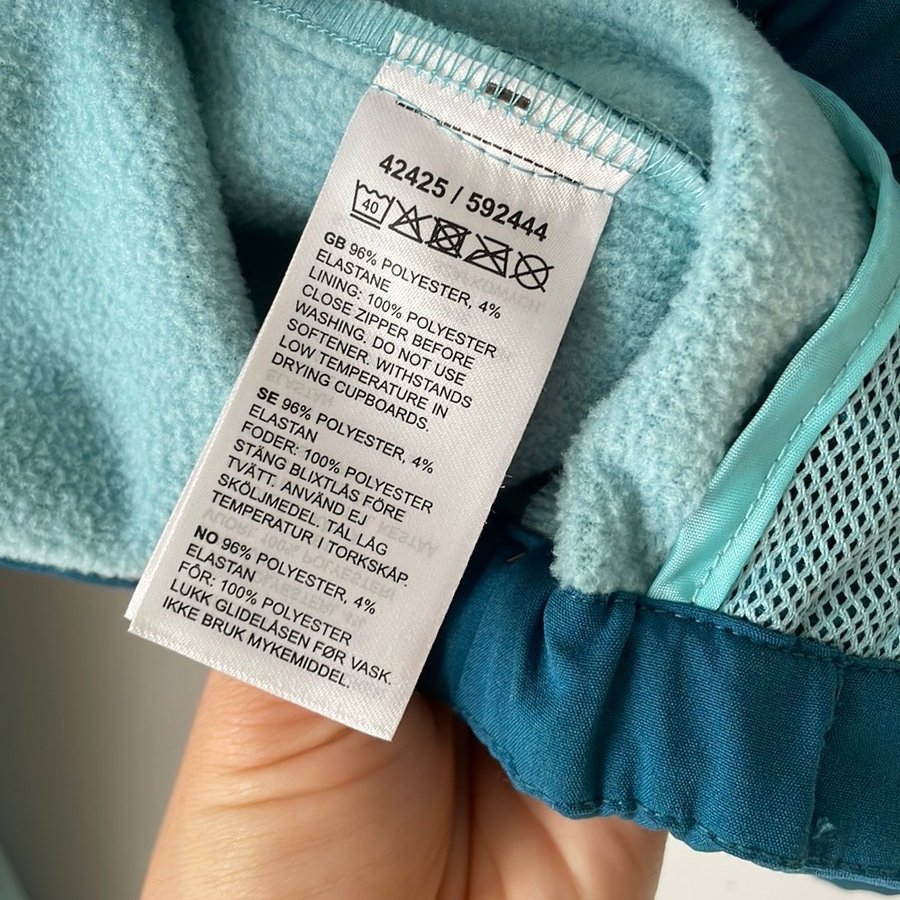 42425 / 592444
40
GB 96% POLYESTER, 4%
ELASTANE
LINING: 100% POLYESTER
CLOSE ZIPPER BEFORE
WASHING. DO NOT USE
SOFTENER. WITHSTANDS
LOW TEMPERATURE IN
DRYING CUPBOARDS.
SE 96% POLYESTER, 4%
ELASTAN
FODER: 100% POLYESTER
STÄNG BLIXTLÅS FÖRE
TVÄTT. ANVÄND EJ
SKÖLJMEDEL. TÅL LÅG
TEMPERATUR I TORKSKÅP.
NO 96% POLYESTER, 4%
ELASTAN
FÔR: 100% POLYESTER
LUKK GLIDELÅSEN FØR VASK.
IKKE BRUK MYKEMIDDEL.